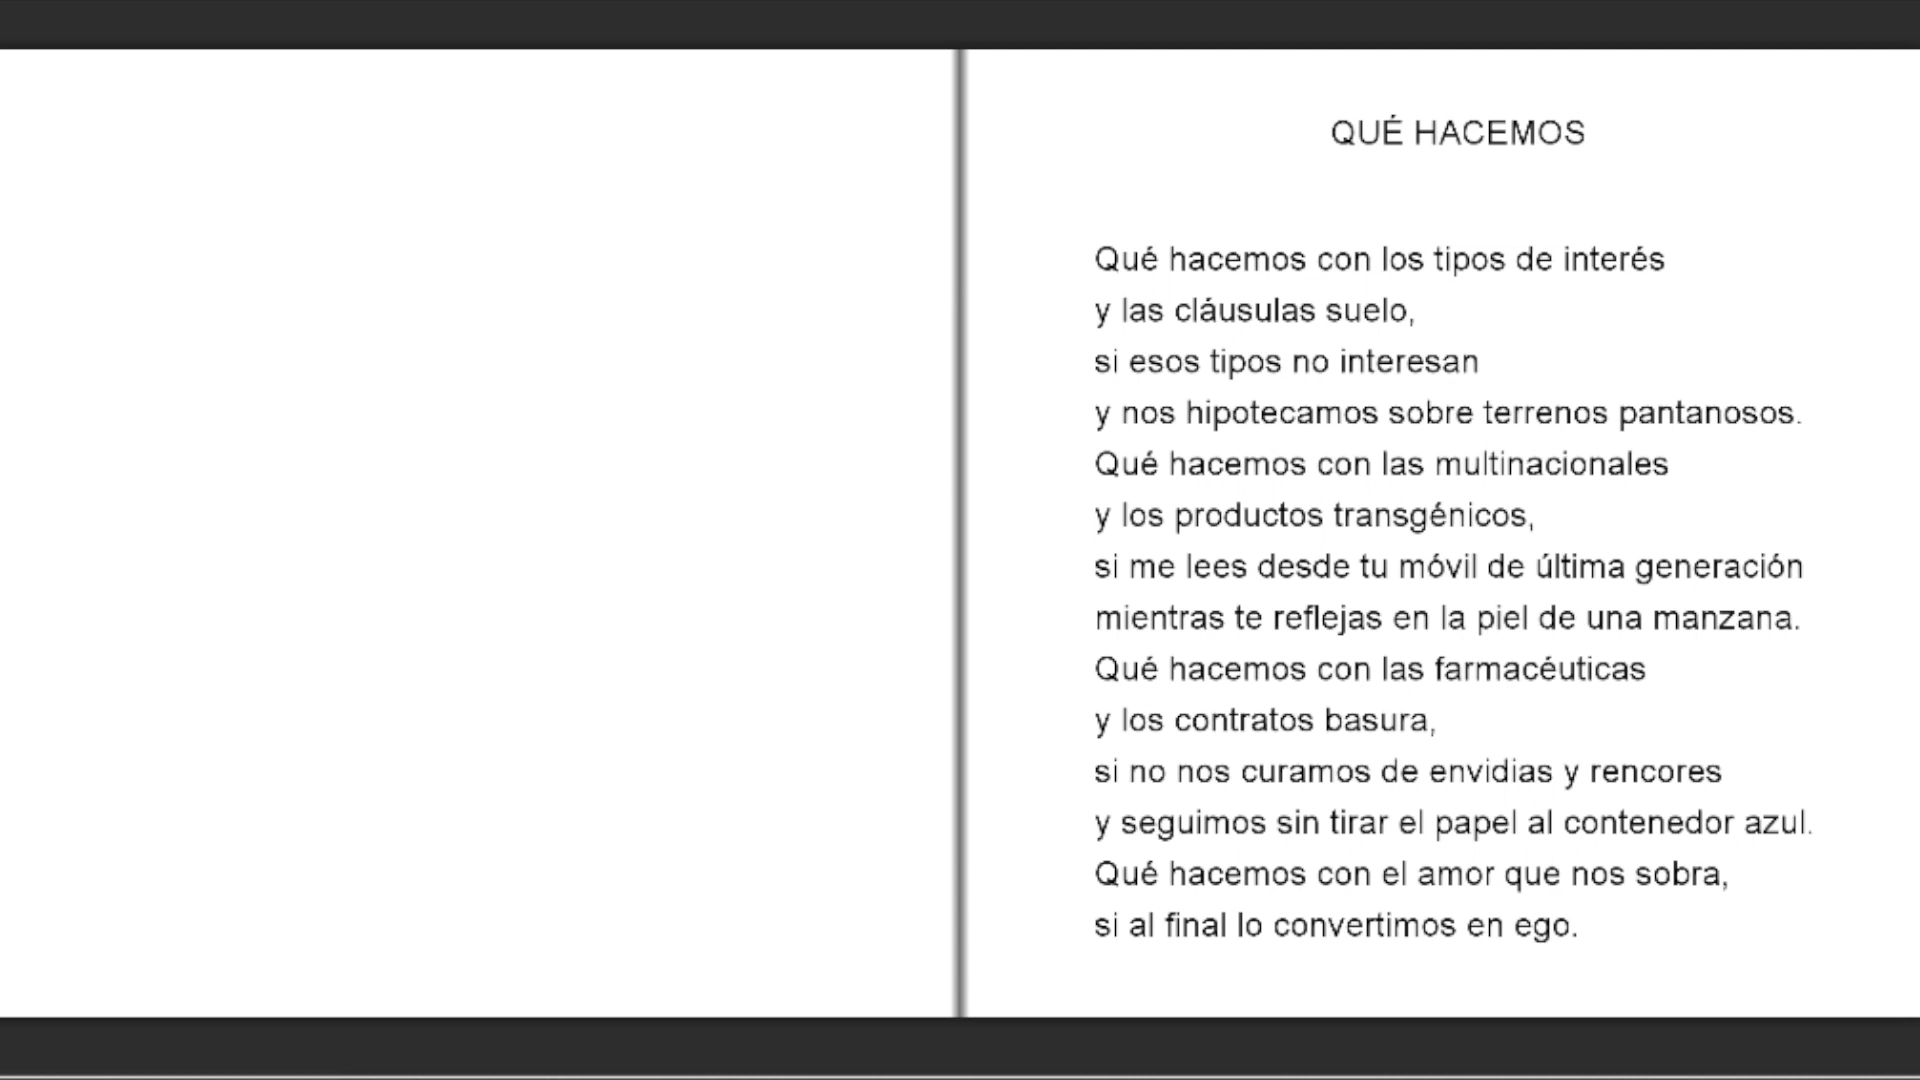 QUÉ HACEMOS
Qué hacemos con los tipos de interés
y las cláusulas suelo,
si esos tipos no interesan
y nos hipotecamos sobre terrenos pantanosos.
Qué hacemos con las multinacionales
y los productos transgénicos,
si me lees desde tu móvil de última generación
mientras te reflejas en la piel de una manzana.
Qué hacemos con las farmacéuticas
y los contratos basura,
si no nos curamos de envidias y rencores
y seguimos sin tirar el papel al contenedor azul.
Qué hacemos con el amor que nos sobra,
si al final lo convertimos en ego.